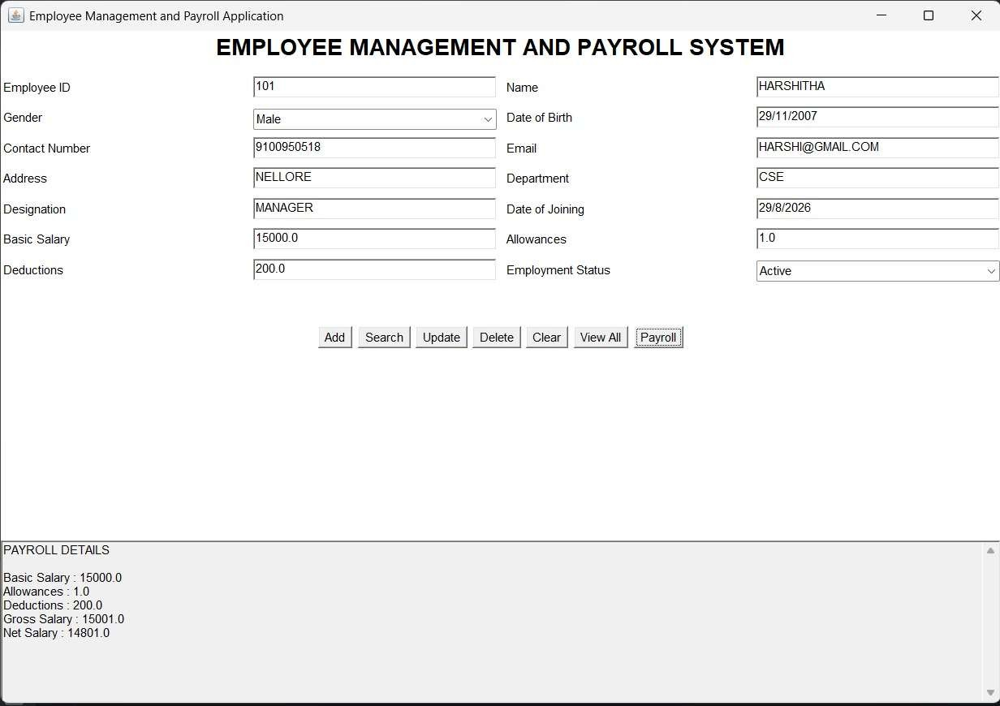 Employee Management and Payroll Application
EMPLOYEE MANAGEMENT AND PAYROLL SYSTEM
Employee ID 101 Name HARSHITHA
Gender Male Date of Birth 29/11/2007
Contact Number 9100950518 Email HARSHI@GMAIL.COM
Address NELLORE Department CSE
Designation MANAGER Date of Joining 29/8/2026
Basic Salary 15000.0 Allowances 1.0
Deductions 200.0 Employment Status Active
Add Search Update Delete Clear View All Payroll
PAYROLL DETAILS
Basic Salary : 15000.0
Allowances : 1.0
Deductions : 200.0
Gross Salary : 15001.0
Net Salary : 14801.0